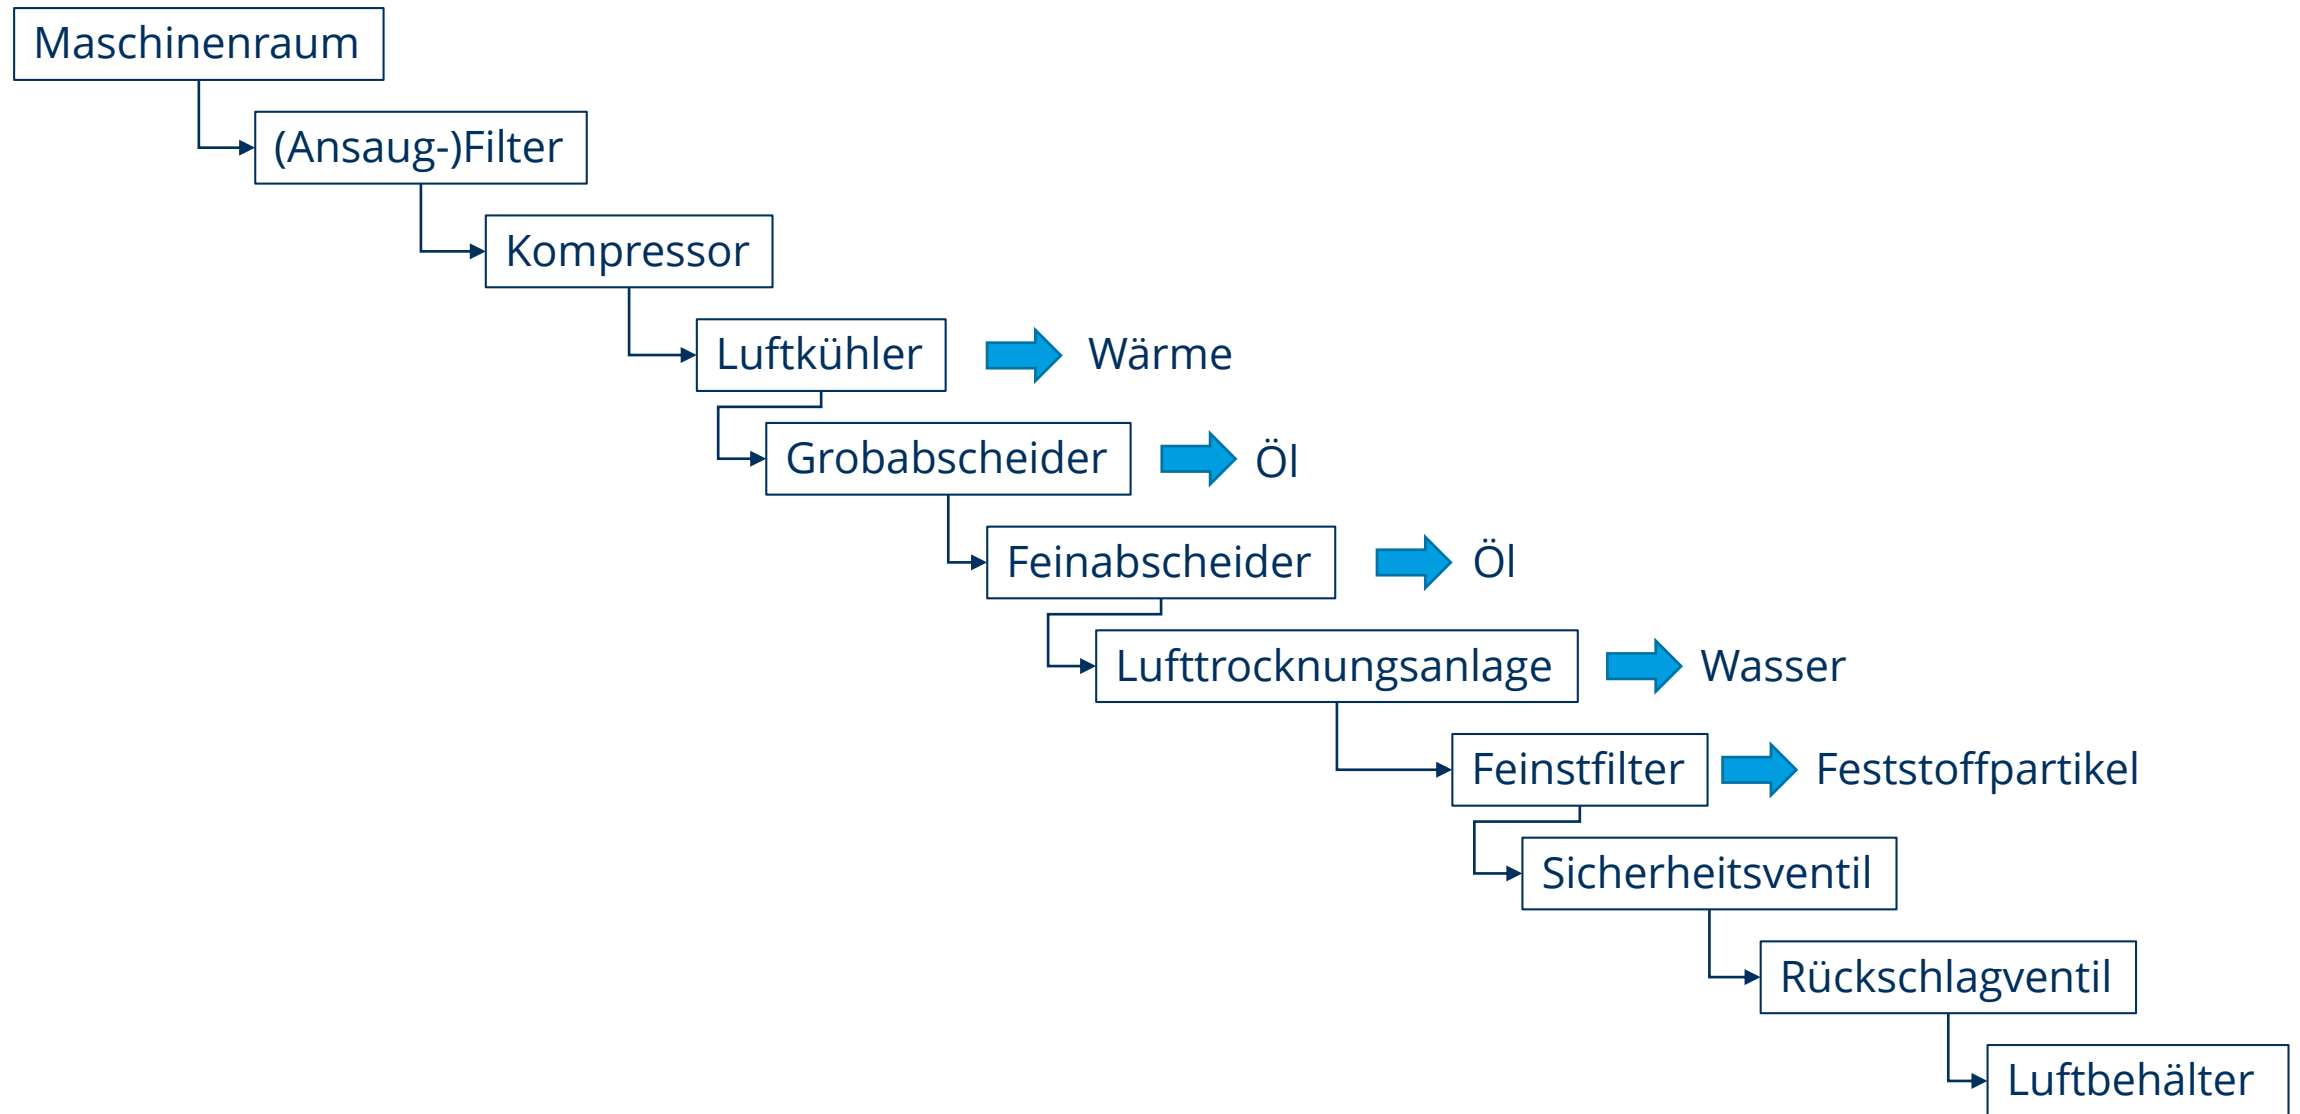 Maschinenraum
(Ansaug-)Filter
Kompressor
Luftkühler
Wärme
Grobabscheider
Öl
Feinabscheider
Öl
Lufttrocknungsanlage
Wasser
Feinstfilter
Feststoffpartikel
Sicherheitsventil
Rückschlagventil
Luftbehälter